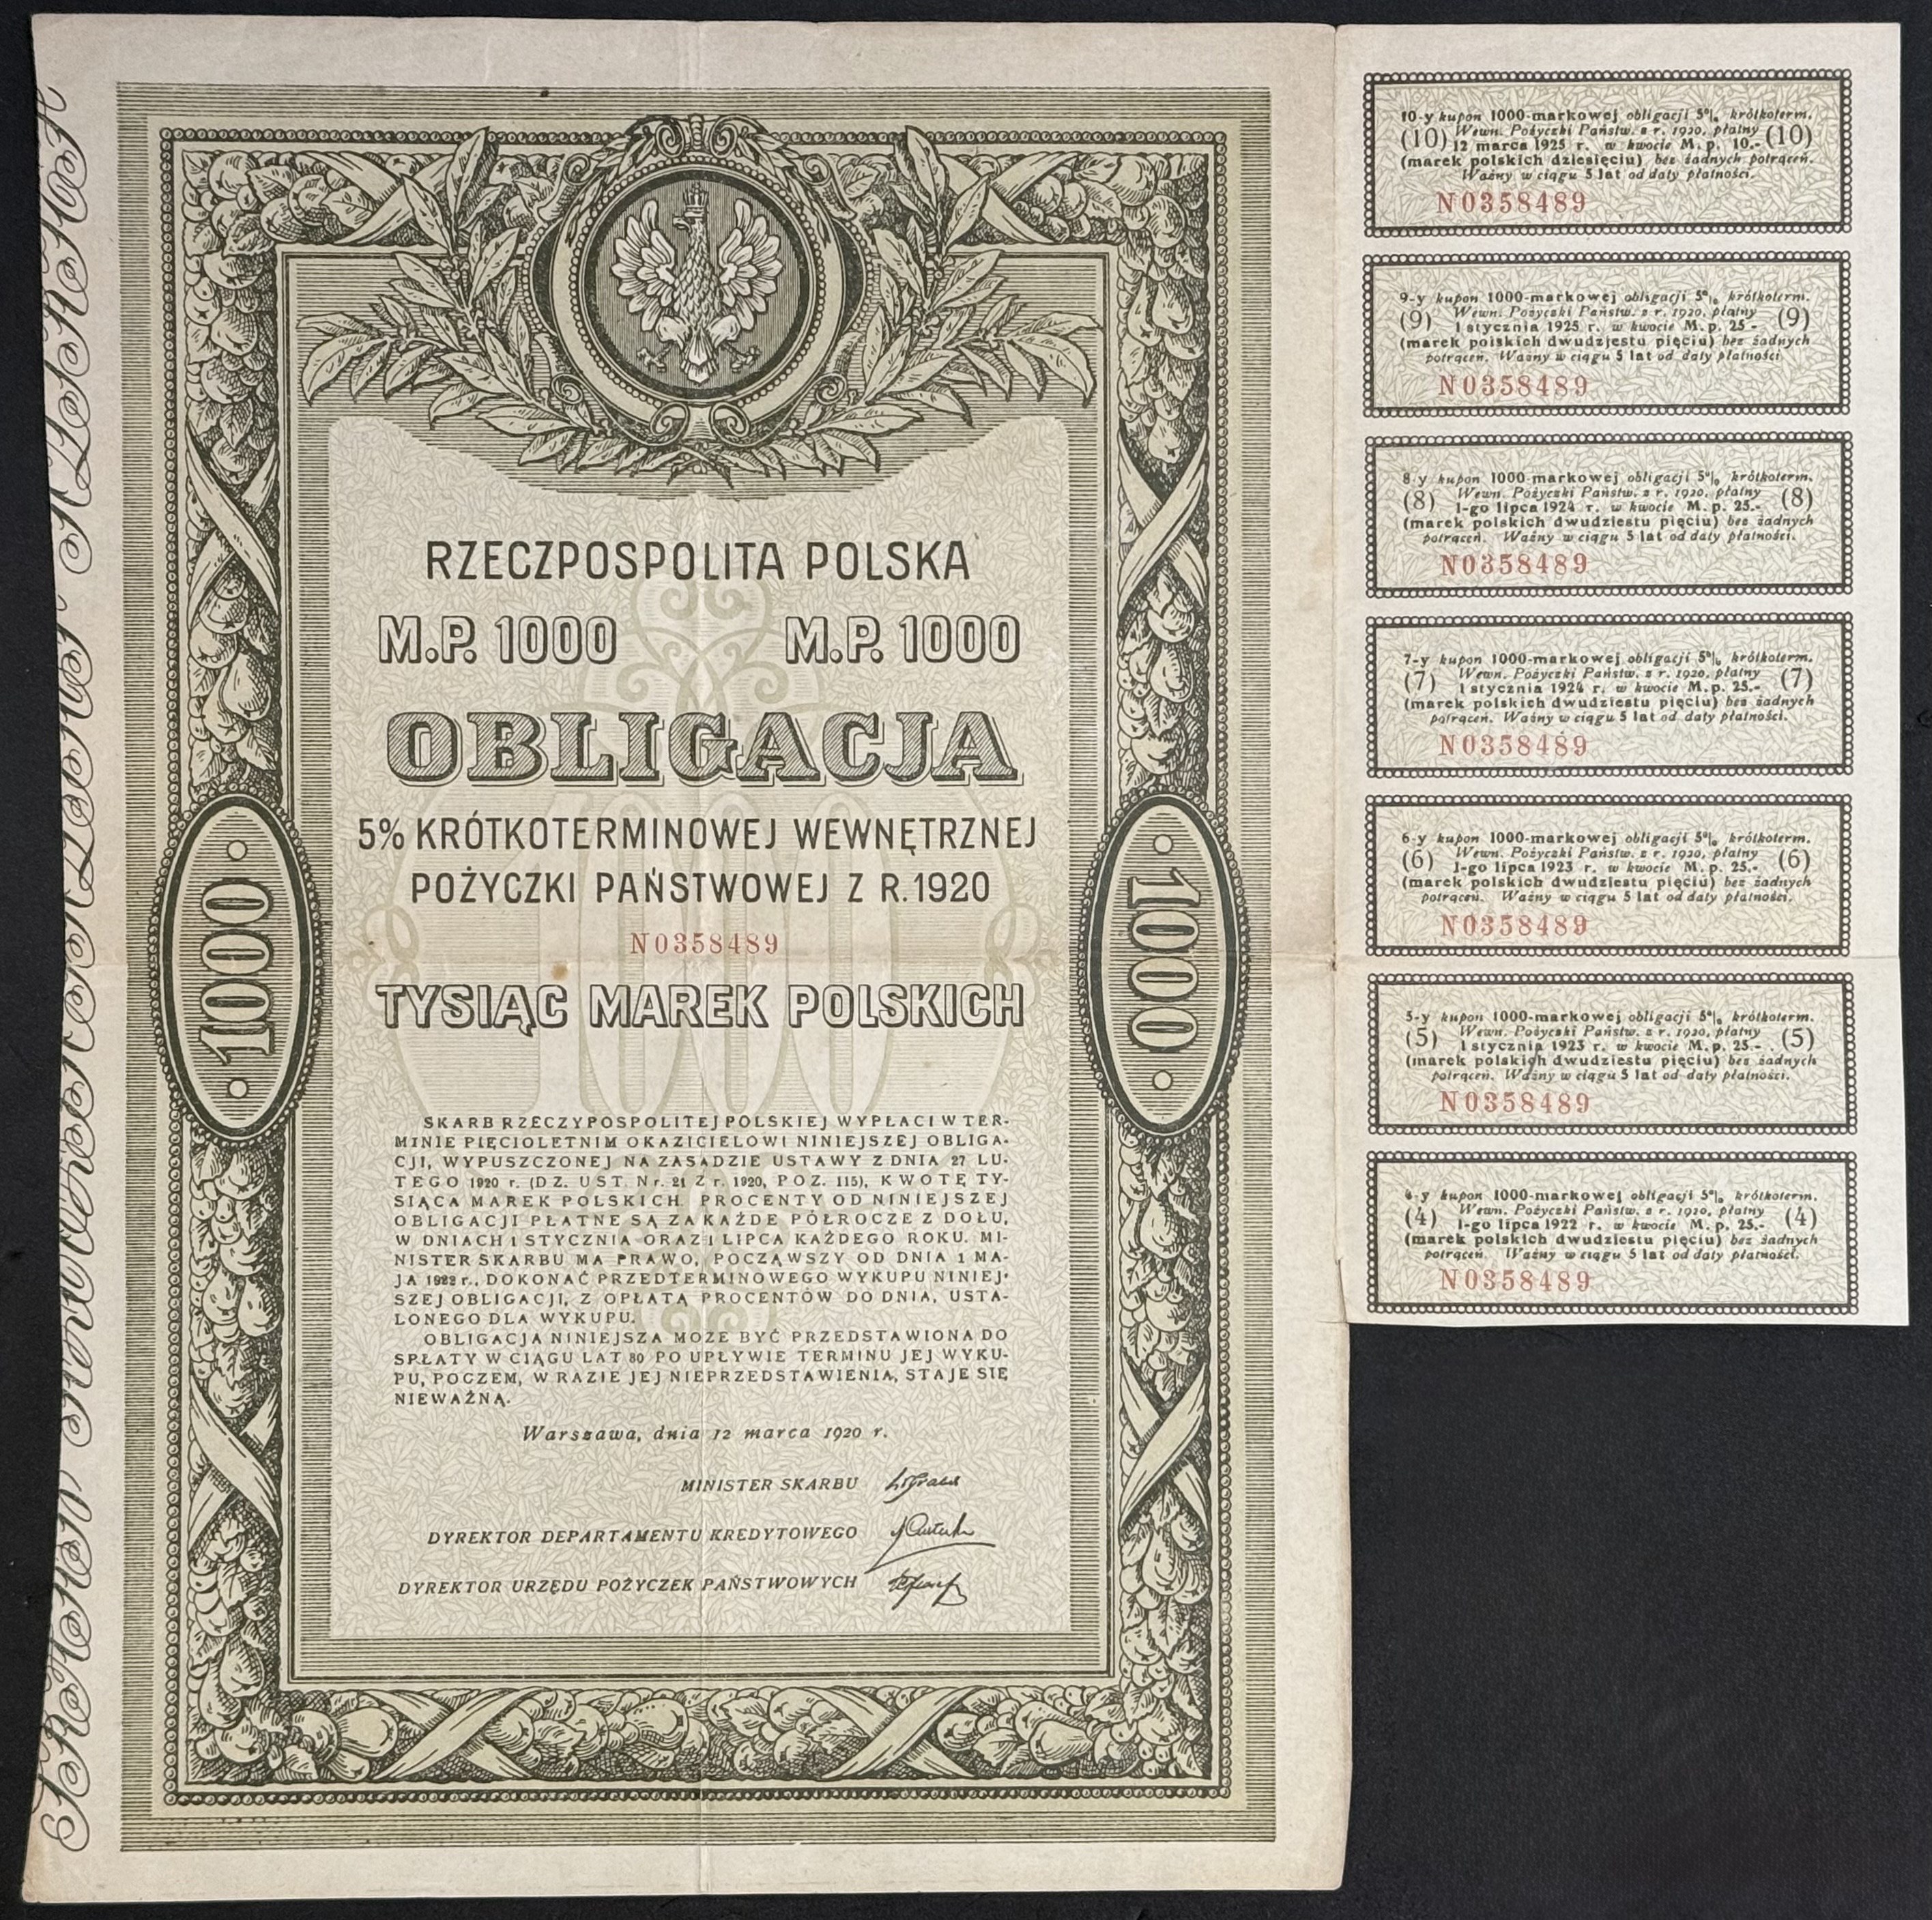 RZECZPOSPOLITA POLSKA
M.P. 1000 M.P. 1000
OBLIGACJA
5% KRÓTKOTERMINOWEJ WEWNĘTRZNEJ
POŻYCZKI PAŃSTWOWEJ Z R. 1920
N0358489
TYSIĄC MAREK POLSKICH
1000
1000
1000
SKARB RZECZYPOSPOLITEJ POLSKIEJ WYPŁACI W TER-
MINIE PIĘCIOLETNIM OKAZICIELOWI NINIEJSZEJ OBLIGA-
CJI, WYPUSZCZONEJ NA ZASADZIE USTAWY Z DNIA 27 LU-
TEGO 1920 r. (DZ. UST. Nr. 21 Z r. 1920, POZ. 115), KWOTĘ TY-
SIĄCA MAREK POLSKICH. PROCENTY OD NINIEJSZEJ
OBLIGACJI PŁATNE SĄ ZA KAŻDE PÓŁROCZE Z DOŁU,
W DNIACH 1 STYCZNIA ORAZ 1 LIPCA KAŻDEGO ROKU. MI-
NISTER SKARBU MA PRAWO, POCZĄWSZY OD DNIA 1 MA-
JA 1922 r., DOKONAĆ PRZEDTERMINOWEGO WYKUPU NINIEJ-
SZEJ OBLIGACJI, Z OPŁATĄ PROCENTÓW DO DNIA, USTA-
LONEGO DLA WYKUPU.
OBLIGACJA NINIEJSZA MOŻE BYĆ PRZEDSTAWIONA DO
SPŁATY W CIĄGU LAT 30 PO UPŁYWIE TERMINU JEJ WYKU-
PU, POCZEM, W RAZIE JEJ NIEPRZEDSTAWIENIA, STAJE SIĘ
NIEWAŻNĄ.
Warszawa, dnia 12 marca 1920 r.
MINISTER SKARBU
DYREKTOR DEPARTAMENTU KREDYTOWEGO
DYREKTOR URZĘDU POŻYCZEK PAŃSTWOWYCH
10-y kupon 1000-markowej obligacji 5% krótkoterm.
(10) Wewn. Pożyczki Państw. z r. 1920, płatny (10)
12 marca 1925 r. w kwocie M. p. 10.-
(marek polskich dziesięciu) bez żadnych potrąceń.
Ważny w ciągu 5 lat od daty płatności.
N0358489
9-y kupon 1000-markowej obligacji 5% krótkoterm.
(9) Wewn. Pożyczki Państw. z r. 1920, płatny (9)
1 stycznia 1925 r. w kwocie M. p. 25 -
(marek polskich dwudziestu pięciu) bez żadnych
potrąceń. Ważny w ciągu 5 lat od daty płatności
N0358489
8 y kupon 1000-markowej obligacji 5% krótkoterm.
(8) Wewn. Pożyczki Państw. z r. 1920, płatny (8)
1-go lipca 1924 r. w kwocie M. p. 25.-
(marek polskich dwudziestu pięciu) bez żadnych
potrąceń. Ważny w ciągu 5 lat od daty płatności.
N0358489
7-y kupon 1000-markowej obligacji 5% krótkoterm.
(7) Wewn. Pożyczki Państw. z r. 1920, płatny (7)
1 stycznia 1924 r. w kwocie M. p. 25.-
(marek polskich dwudziestu pięciu) bez żadnych
potrąceń. Ważny w ciągu 5 lat od daty płatności.
N0358489
6-y kupon 1000-markowej obligacji 5% krótkoterm.
(6) Wewn. Pożyczki Państw. z r. 1920, płatny (6)
1-go lipca 1923 r. w kwocie M. p. 25.-
(marek polskich dwudziestu pięciu) bez żadnych
potrąceń. Ważny w ciągu 5 lat od daty płatności.
N0358489
5-y kupon 1000-markowej obligacji 5% krótkoterm.
(5) Wewn. Pożyczki Państw. z r. 1920, płatny (5)
1 stycznia 1923 r. w kwocie M. p. 25.-
(marek polskich dwudziestu pięciu) bez żadnych
potrąceń. Ważny w ciągu 5 lat od daty płatności.
N0358489
4-y kupon 1000-markowej obligacji 5% krótkoterm.
(4) Wewn. Pożyczki Państw. z r. 1920, płatny (4)
1-go lipca 1922 r. w kwocie M. p. 25.-
(marek polskich dwudziestu pięciu) bez żadnych
potrąceń. Ważny w ciągu 5 lat od daty płatności.
N0358489